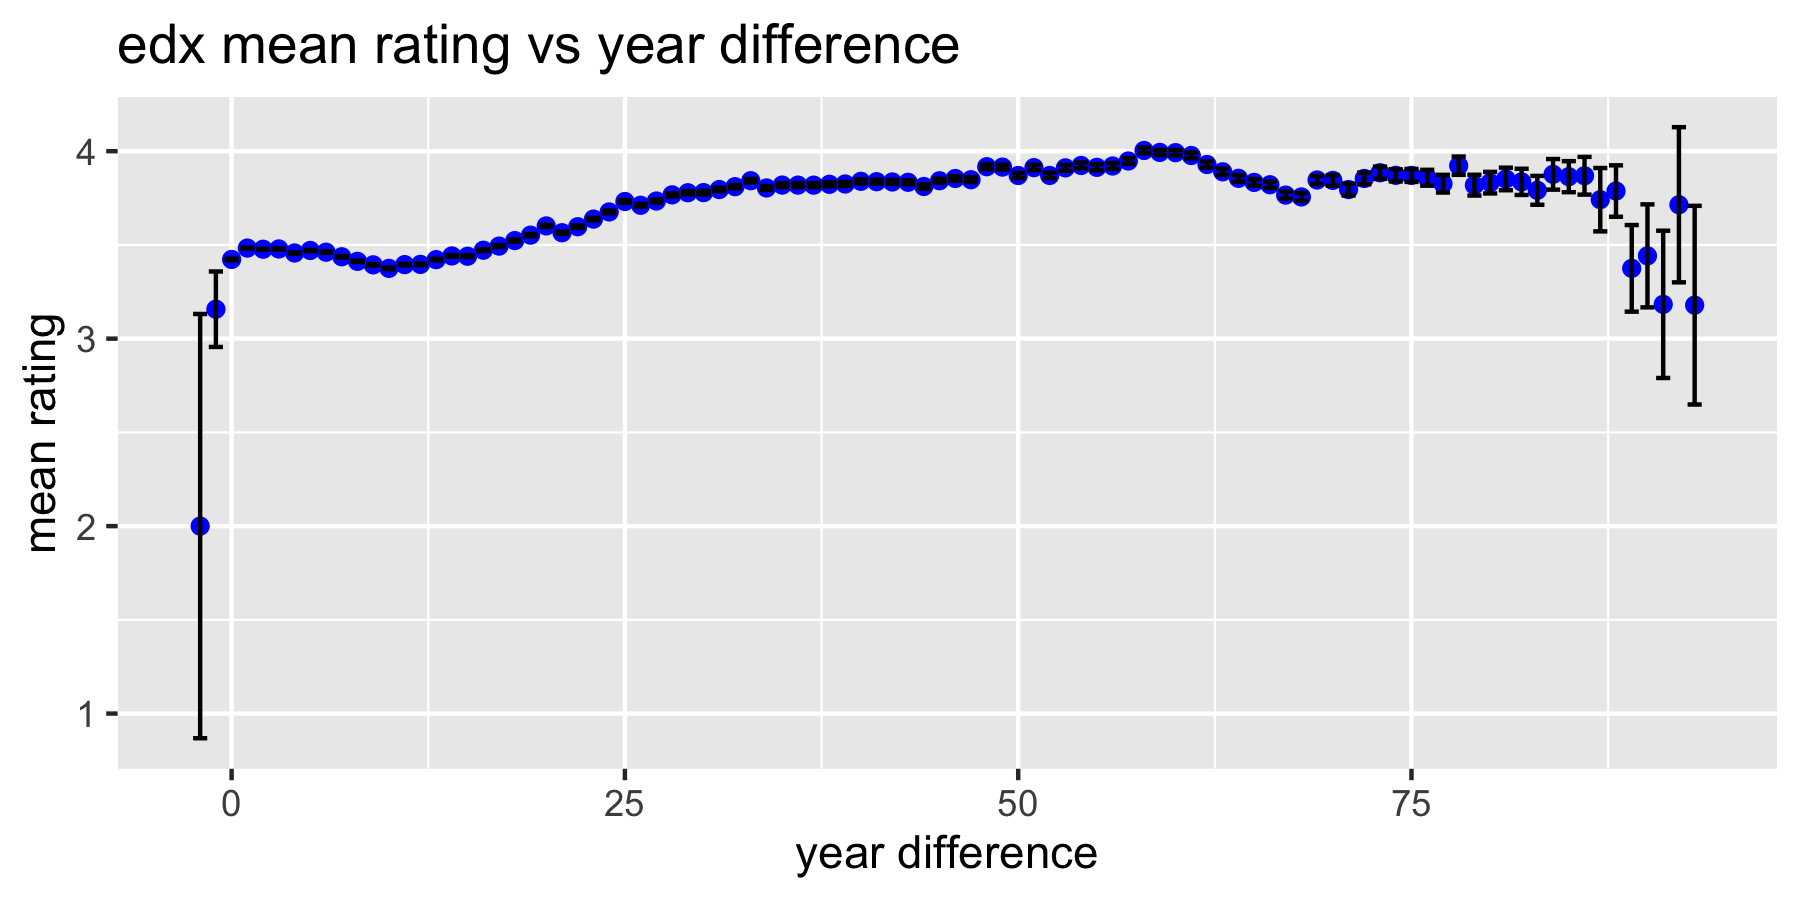 edx mean rating vs year difference
4
3
2
1
mean rating
0 25 50 75
year difference